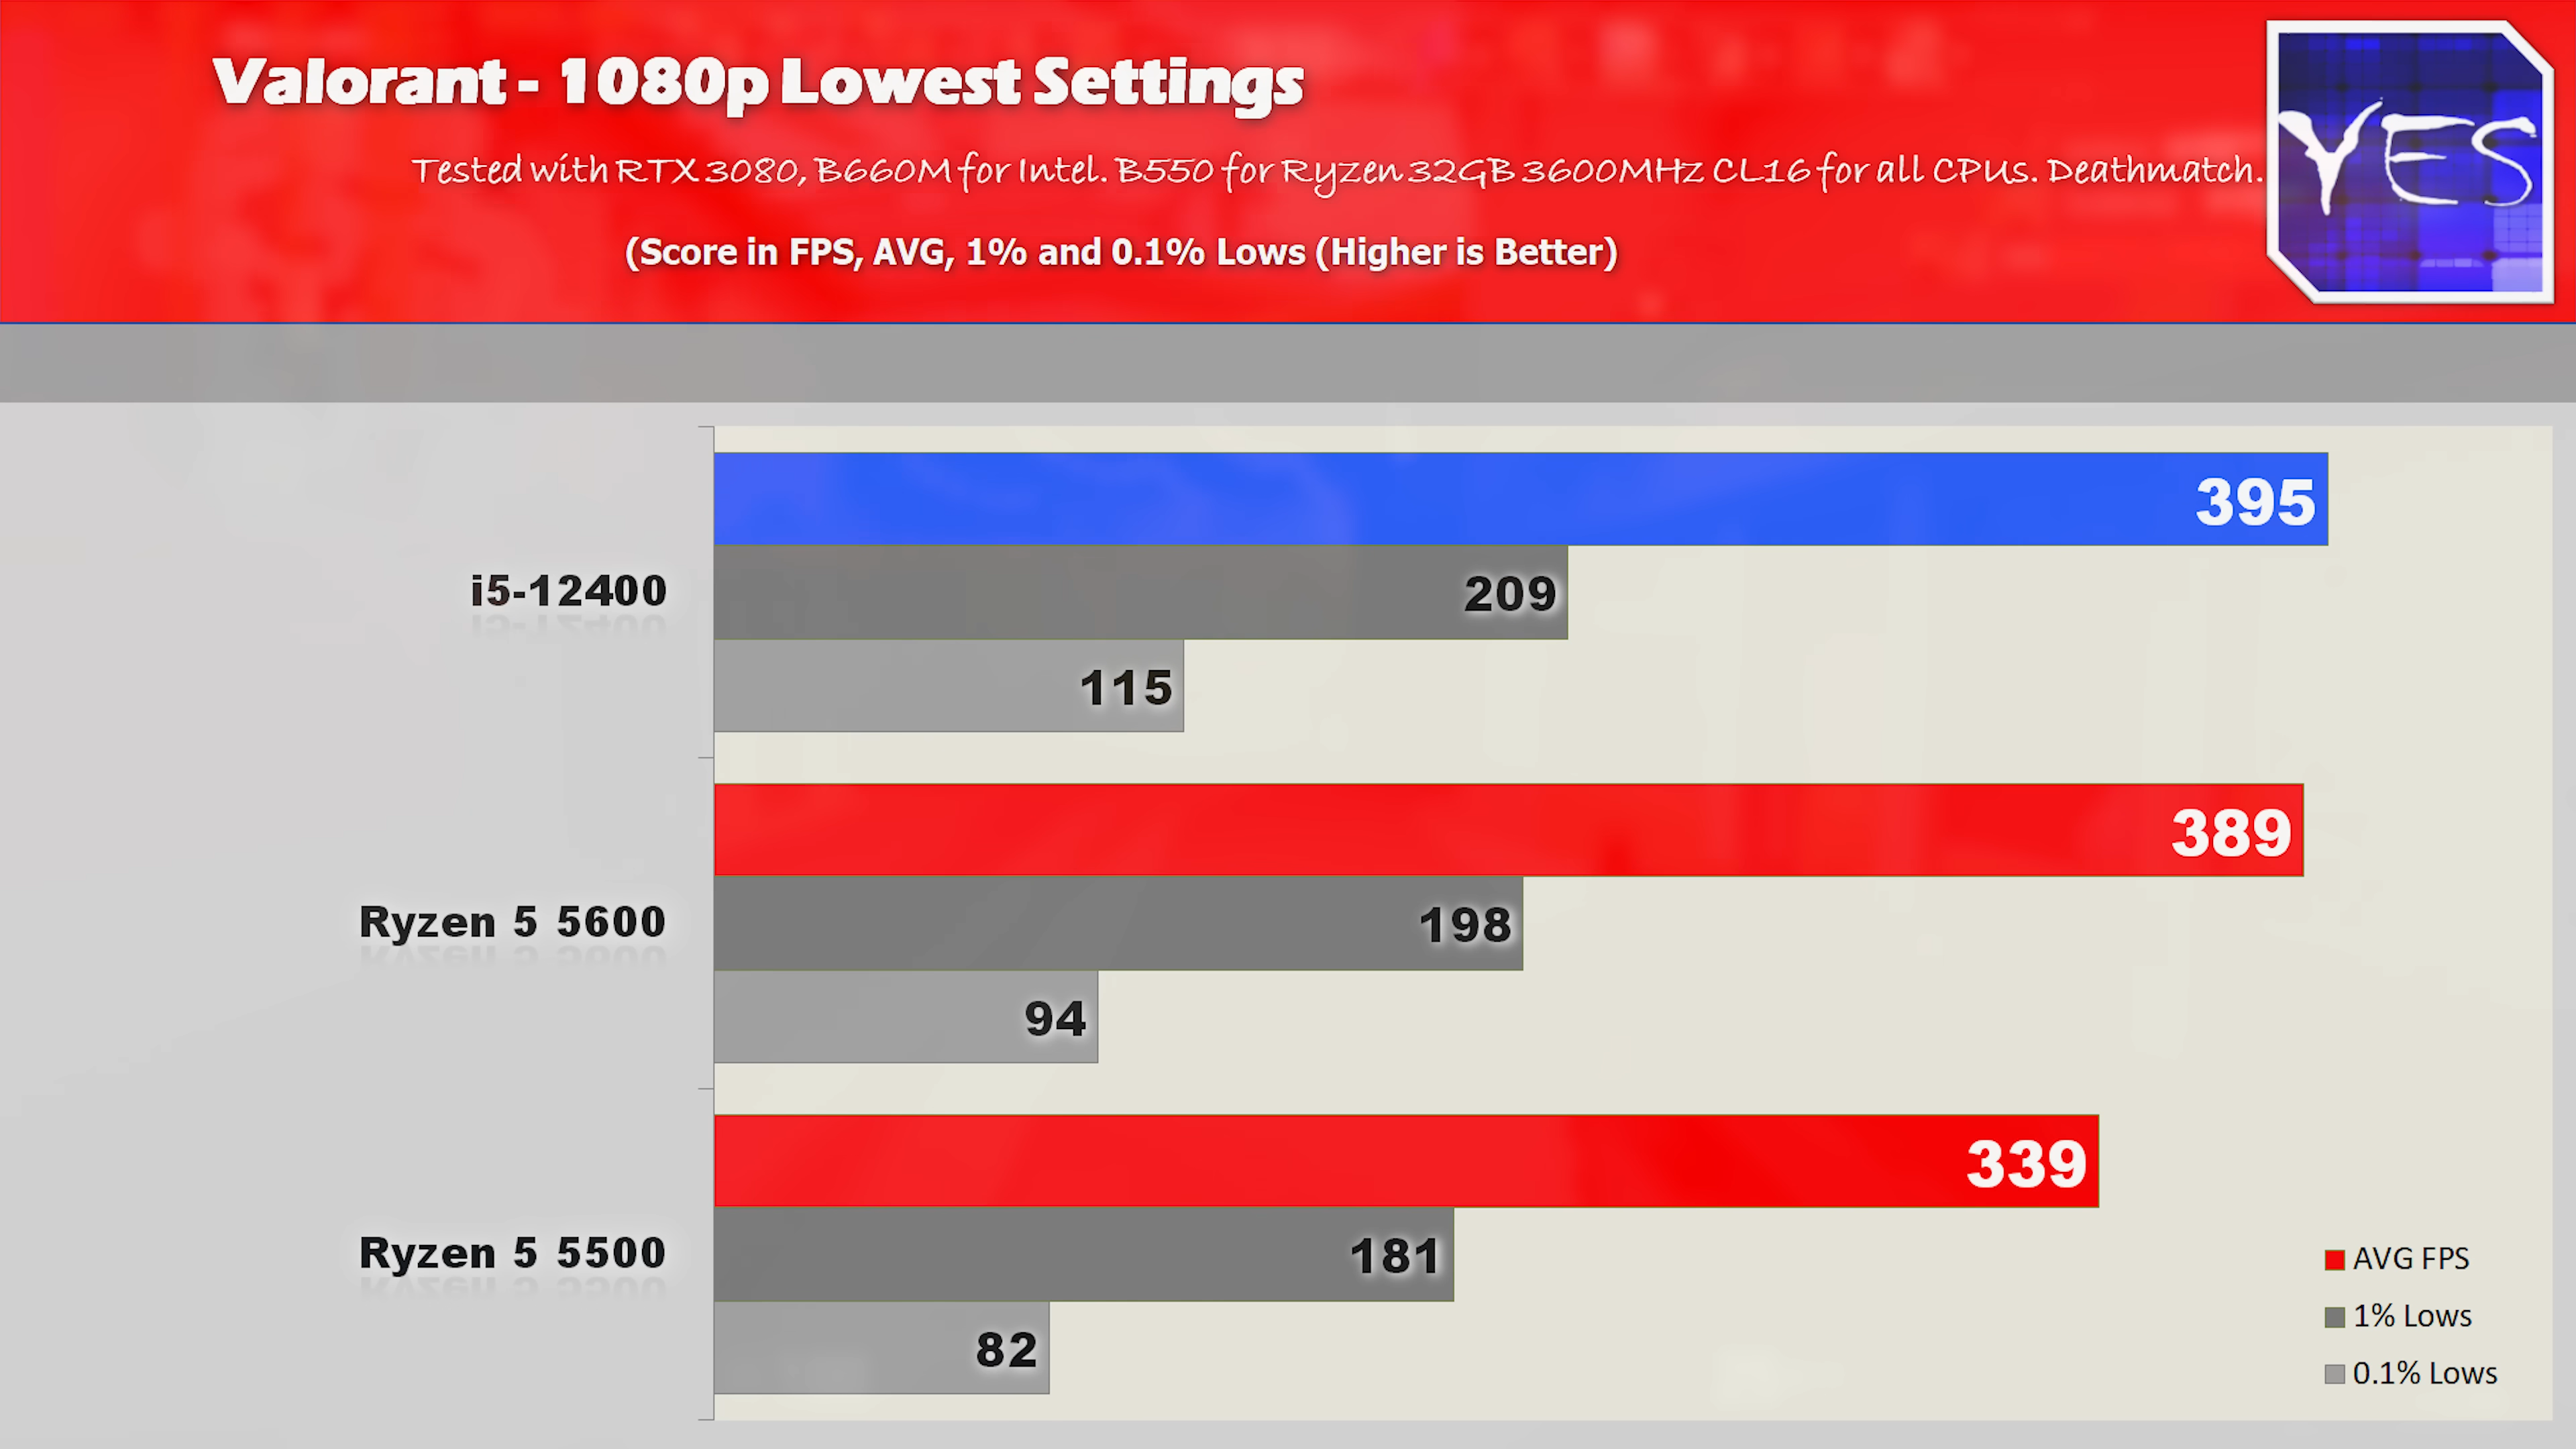 Valorant - 1080p Lowest Settings
Tested with RTX 3080, B660M for Intel. B550 for Ryzen 32GB 3600MHz CL16 for all CPUs. Deathmatch.
(Score in FPS, AVG, 1% and 0.1% Lows (Higher is Better)
YES
395
i5-12400
209
115
389
Ryzen 5 5600
198
94
339
Ryzen 5 5500
181
82
AVG FPS
1% Lows
0.1% Lows